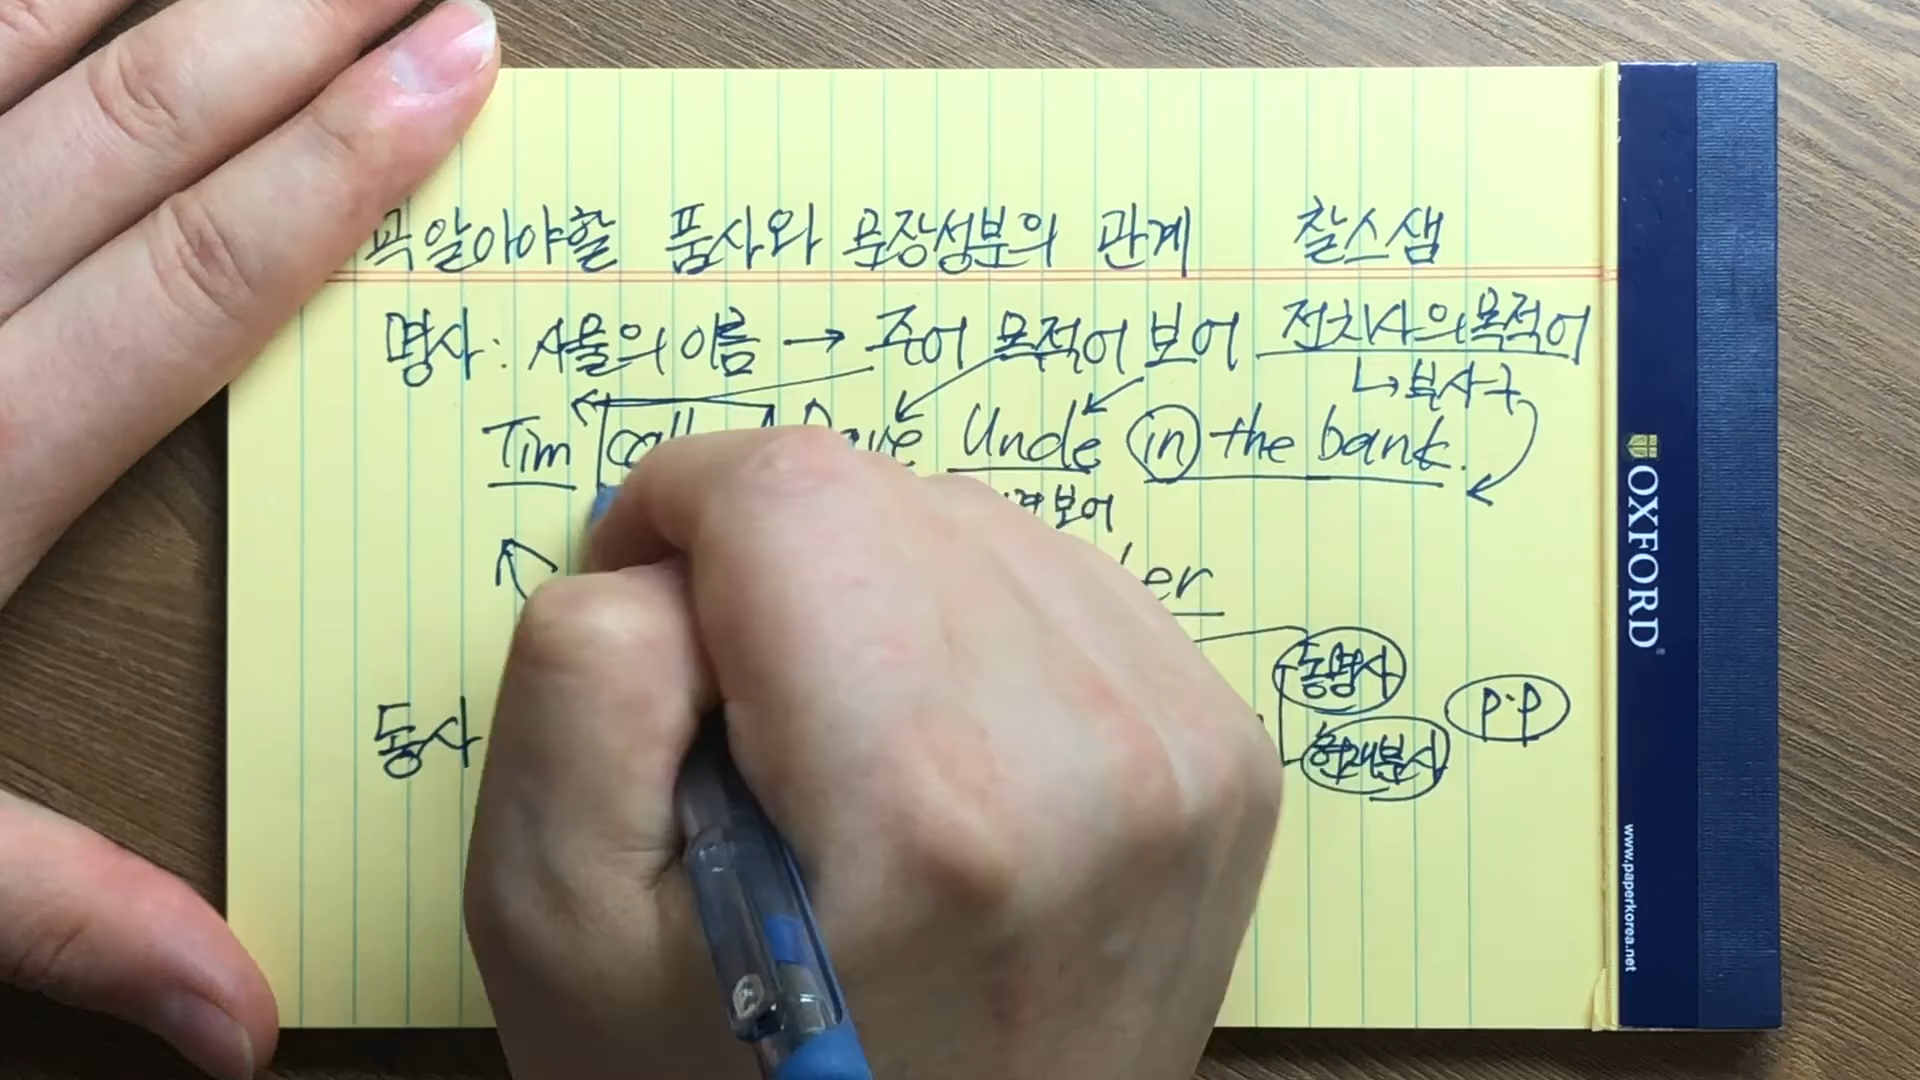 꼭알아야할 품사와 문장성분의 관계 찰스샘
명사: 사물의 이름 → 주어 목적어 보어 전치사의목적어
↳ 부사구
Tim call Uncle in the bank.
보어
er
동명사
P·P
동사
현재분사
OXFORD
www.paperkorea.net